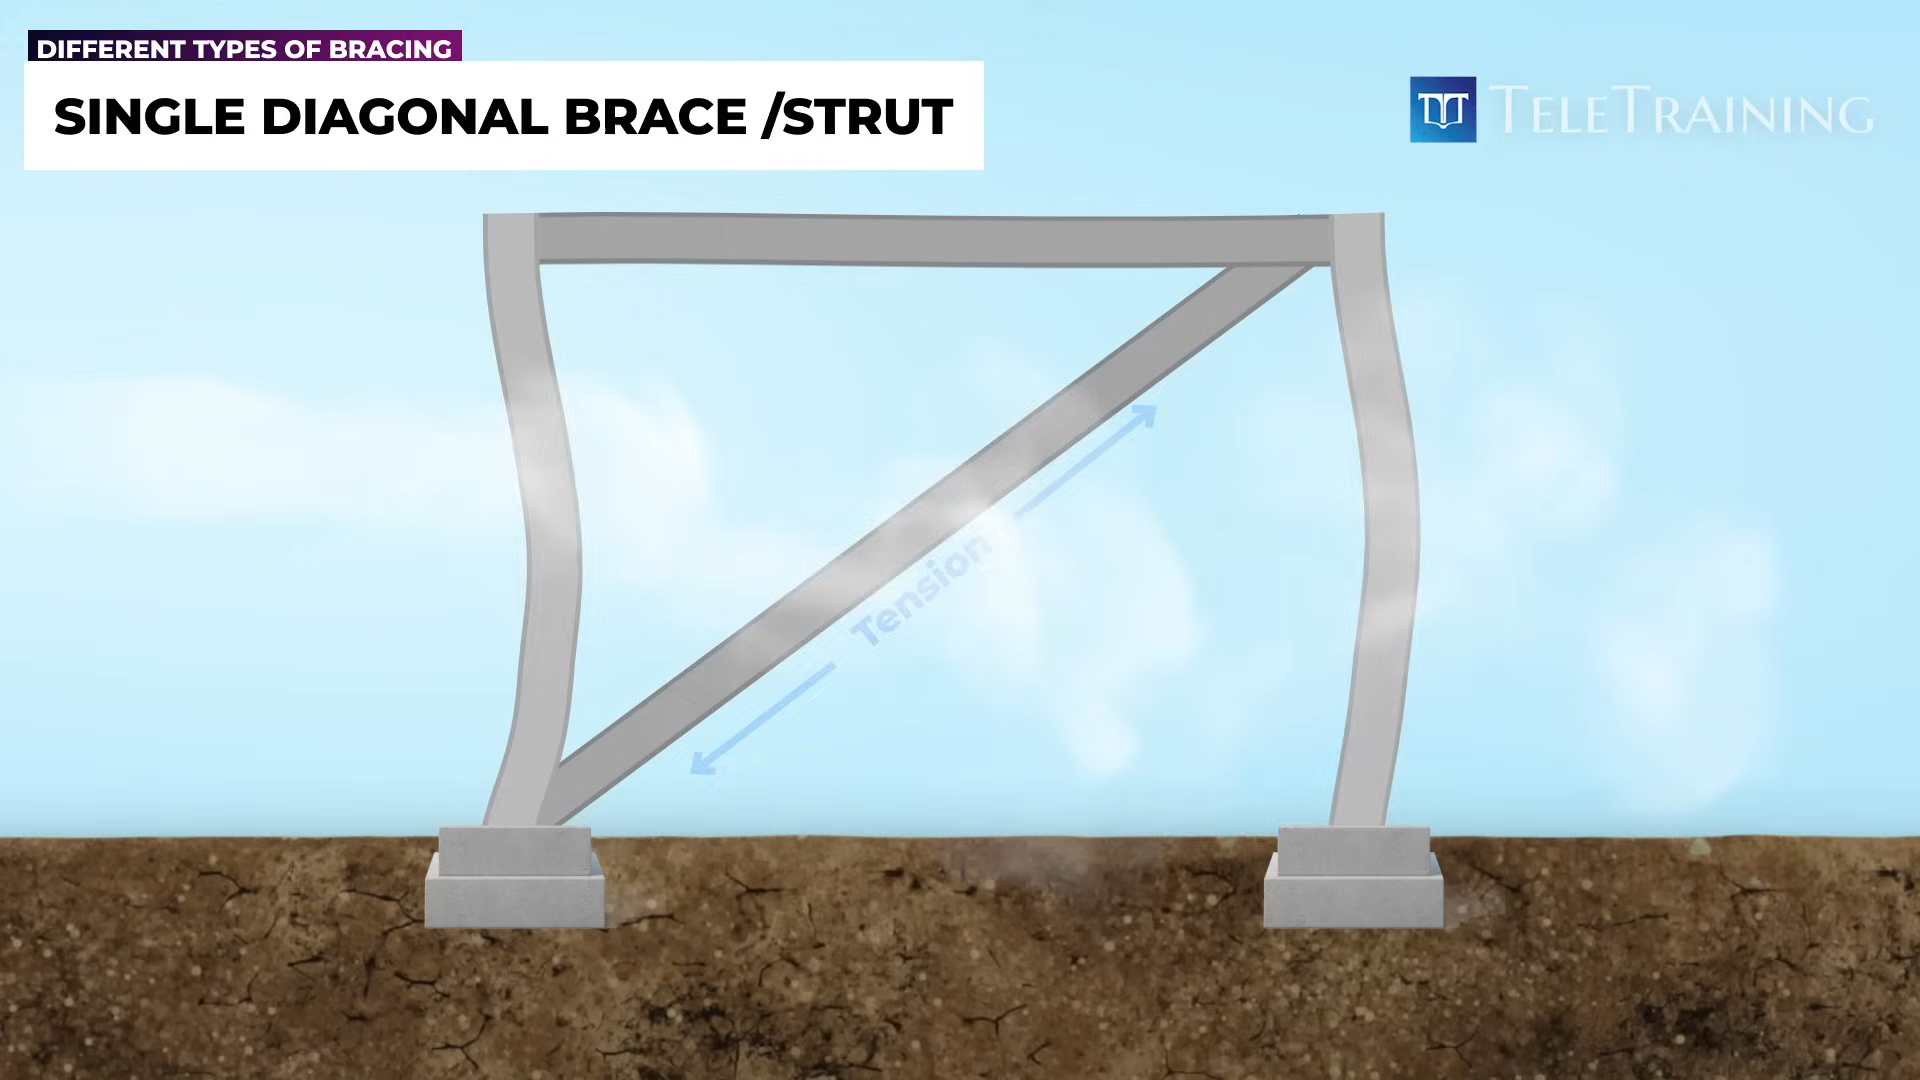 DIFFERENT TYPES OF BRACING
SINGLE DIAGONAL BRACE /STRUT
TELETRAINING
Tension